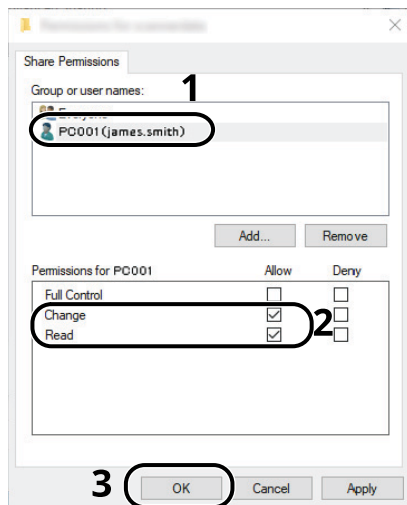 Share Permissions
1
Group or user names:
Everyone
PC001(james.smith)
Add... Remove
Permissions for PC001 Allow Deny
Full Control
Change
2
Read
3
OK Cancel Apply